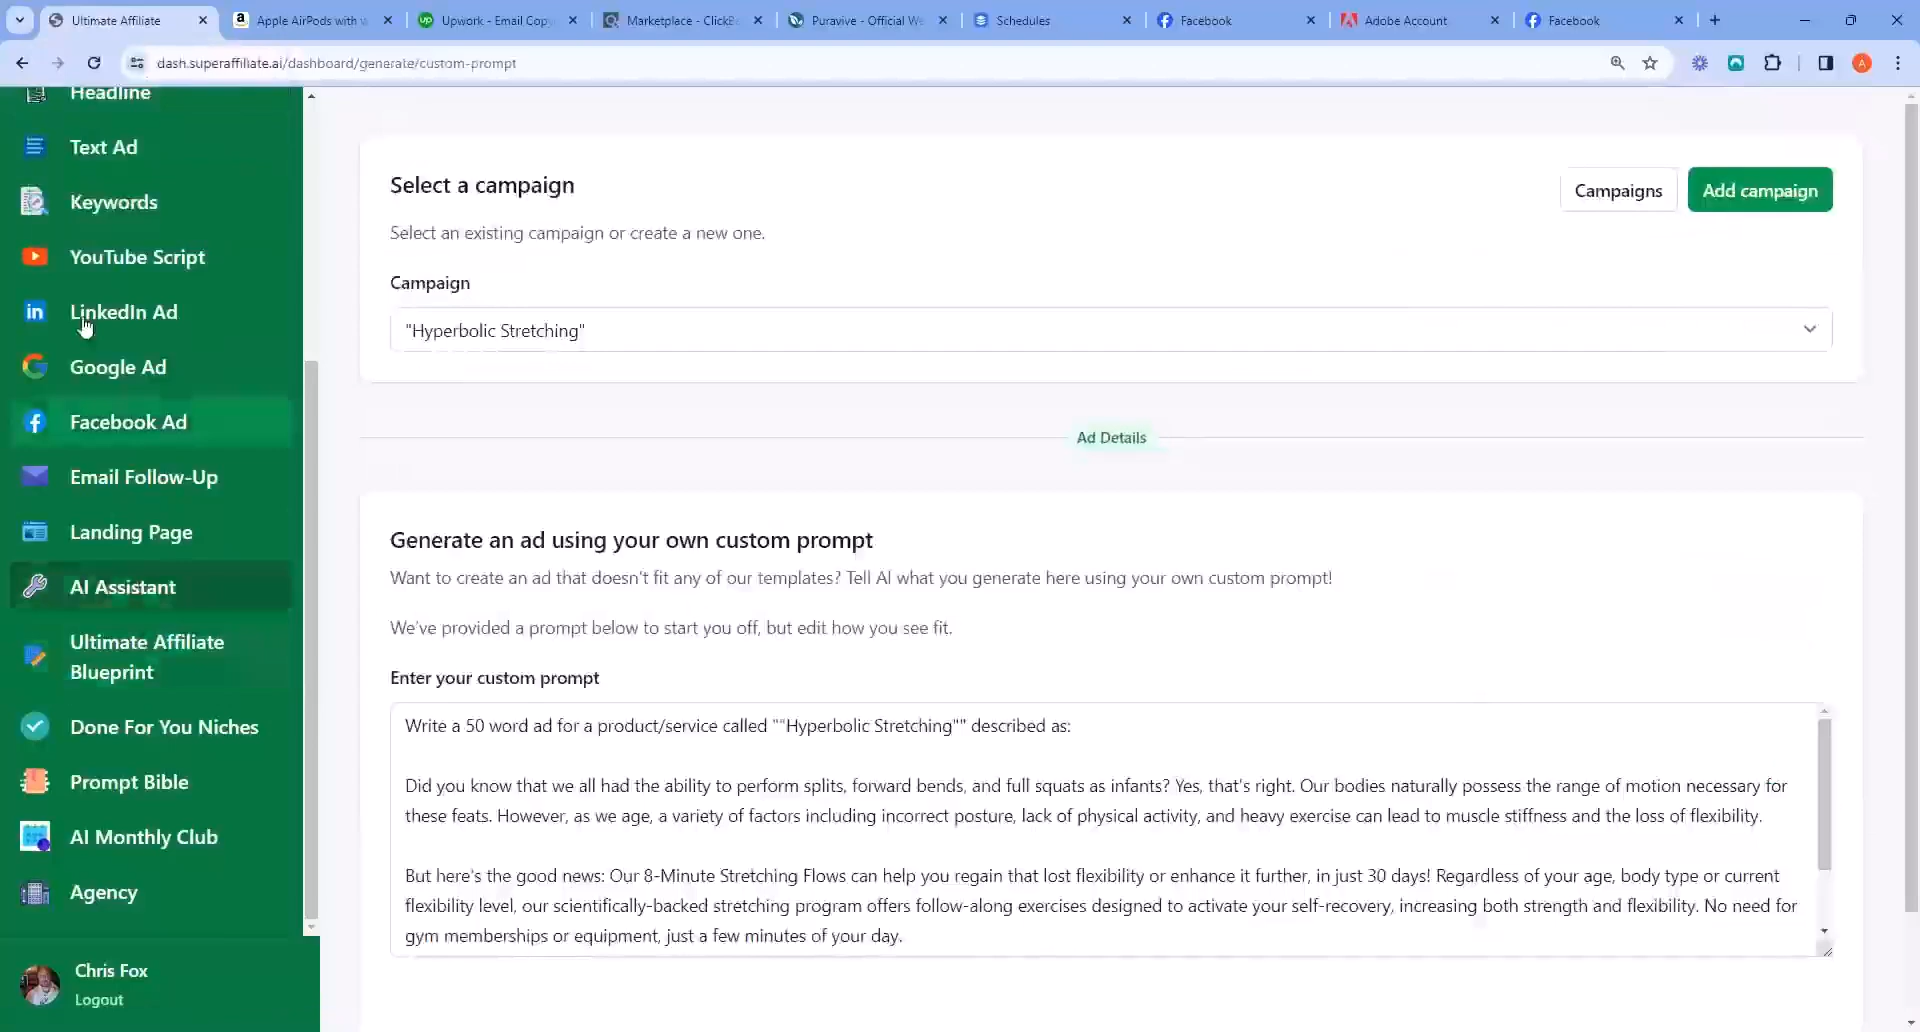 Ultimate Affiliate
Apple AirPods with
Upwork - Email Copy
Marketplace - ClickB
Puravive - Official We
Schedules
Facebook
Adobe Account
Facebook
dash.superaffiliate.ai/dashboard/generate/custom-prompt
A
Headline
Text Ad
Keywords
YouTube Script
LinkedIn Ad
Google Ad
Facebook Ad
Email Follow-Up
Landing Page
AI Assistant
Ultimate Affiliate
Blueprint
Done For You Niches
Prompt Bible
AI Monthly Club
Agency
Chris Fox
Logout
Select a campaign
Campaigns
Add campaign
Select an existing campaign or create a new one.
Campaign
"Hyperbolic Stretching"
Ad Details
Generate an ad using your own custom prompt
Want to create an ad that doesn't fit any of our templates? Tell AI what you generate here using your own custom prompt!
We've provided a prompt below to start you off, but edit how you see fit.
Enter your custom prompt
Write a 50 word ad for a product/service called ""Hyperbolic Stretching"" described as:
Did you know that we all had the ability to perform splits, forward bends, and full squats as infants? Yes, that's right. Our bodies naturally possess the range of motion necessary for
these feats. However, as we age, a variety of factors including incorrect posture, lack of physical activity, and heavy exercise can lead to muscle stiffness and the loss of flexibility.
But here's the good news: Our 8-Minute Stretching Flows can help you regain that lost flexibility or enhance it further, in just 30 days! Regardless of your age, body type or current
flexibility level, our scientifically-backed stretching program offers follow-along exercises designed to activate your self-recovery, increasing both strength and flexibility. No need for
gym memberships or equipment, just a few minutes of your day.